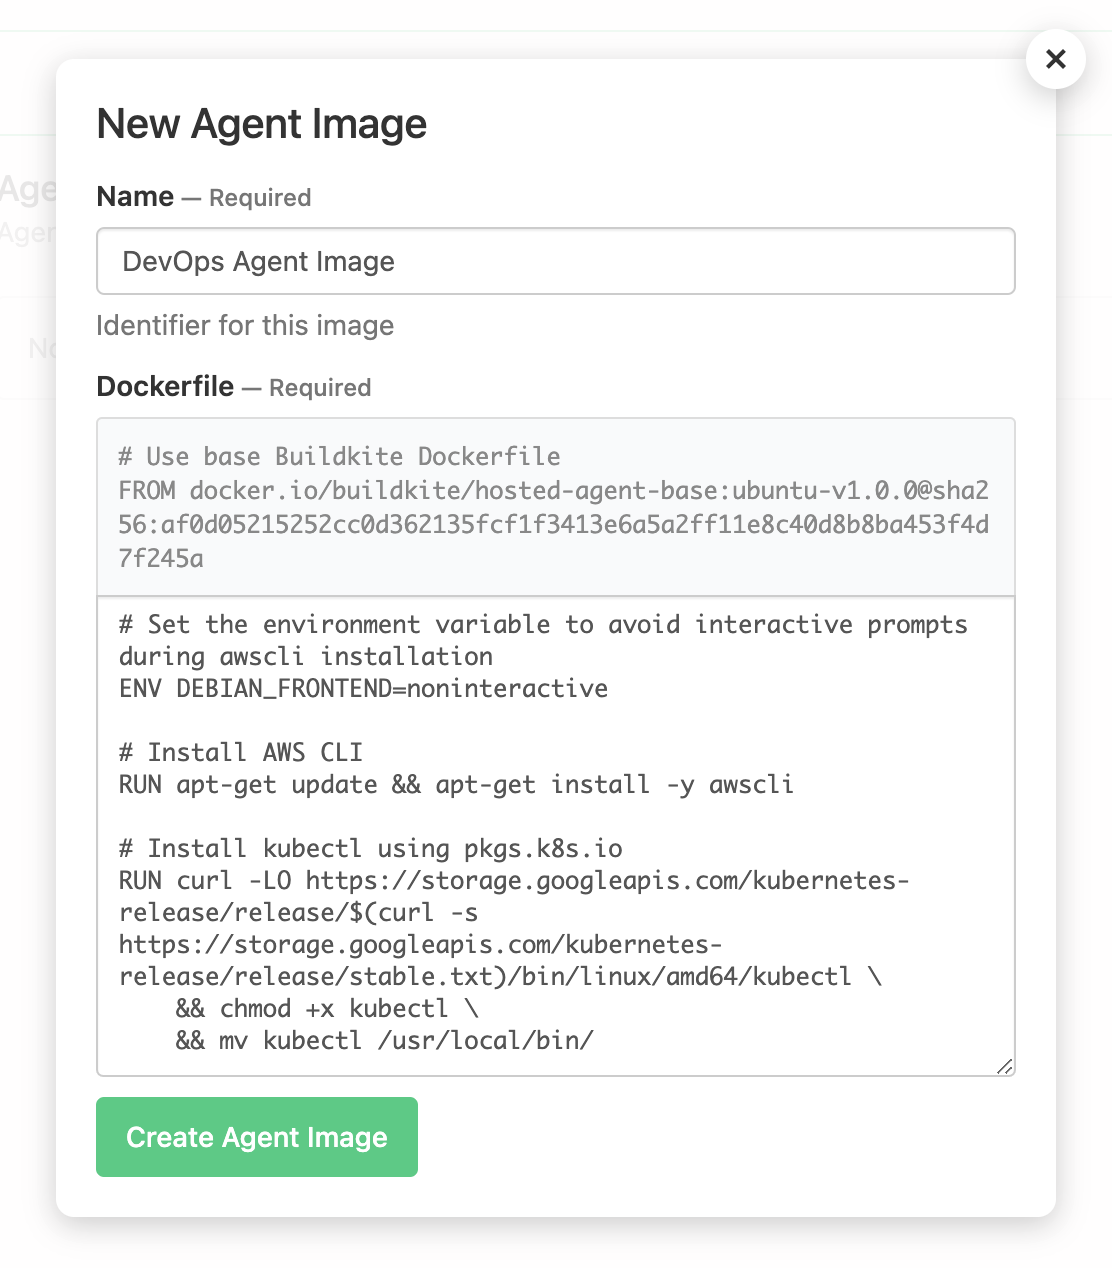 New Agent Image
Name — Required
DevOps Agent Image
Identifier for this image
Dockerfile — Required
# Use base Buildkite Dockerfile
FROM docker.io/buildkite/hosted-agent-base:ubuntu-v1.0.0@sha2
56:af0d05215252cc0d362135fcf1f3413e6a5a2ff11e8c40d8b8ba453f4d
7f245a
# Set the environment variable to avoid interactive prompts
during awscli installation
ENV DEBIAN_FRONTEND=noninteractive
# Install AWS CLI
RUN apt-get update && apt-get install -y awscli
# Install kubectl using pkgs.k8s.io
RUN curl -LO https://storage.googleapis.com/kubernetes-
release/release/$(curl -s
https://storage.googleapis.com/kubernetes-
release/release/stable.txt)/bin/linux/amd64/kubectl \
    && chmod +x kubectl \
    && mv kubectl /usr/local/bin/
Create Agent Image